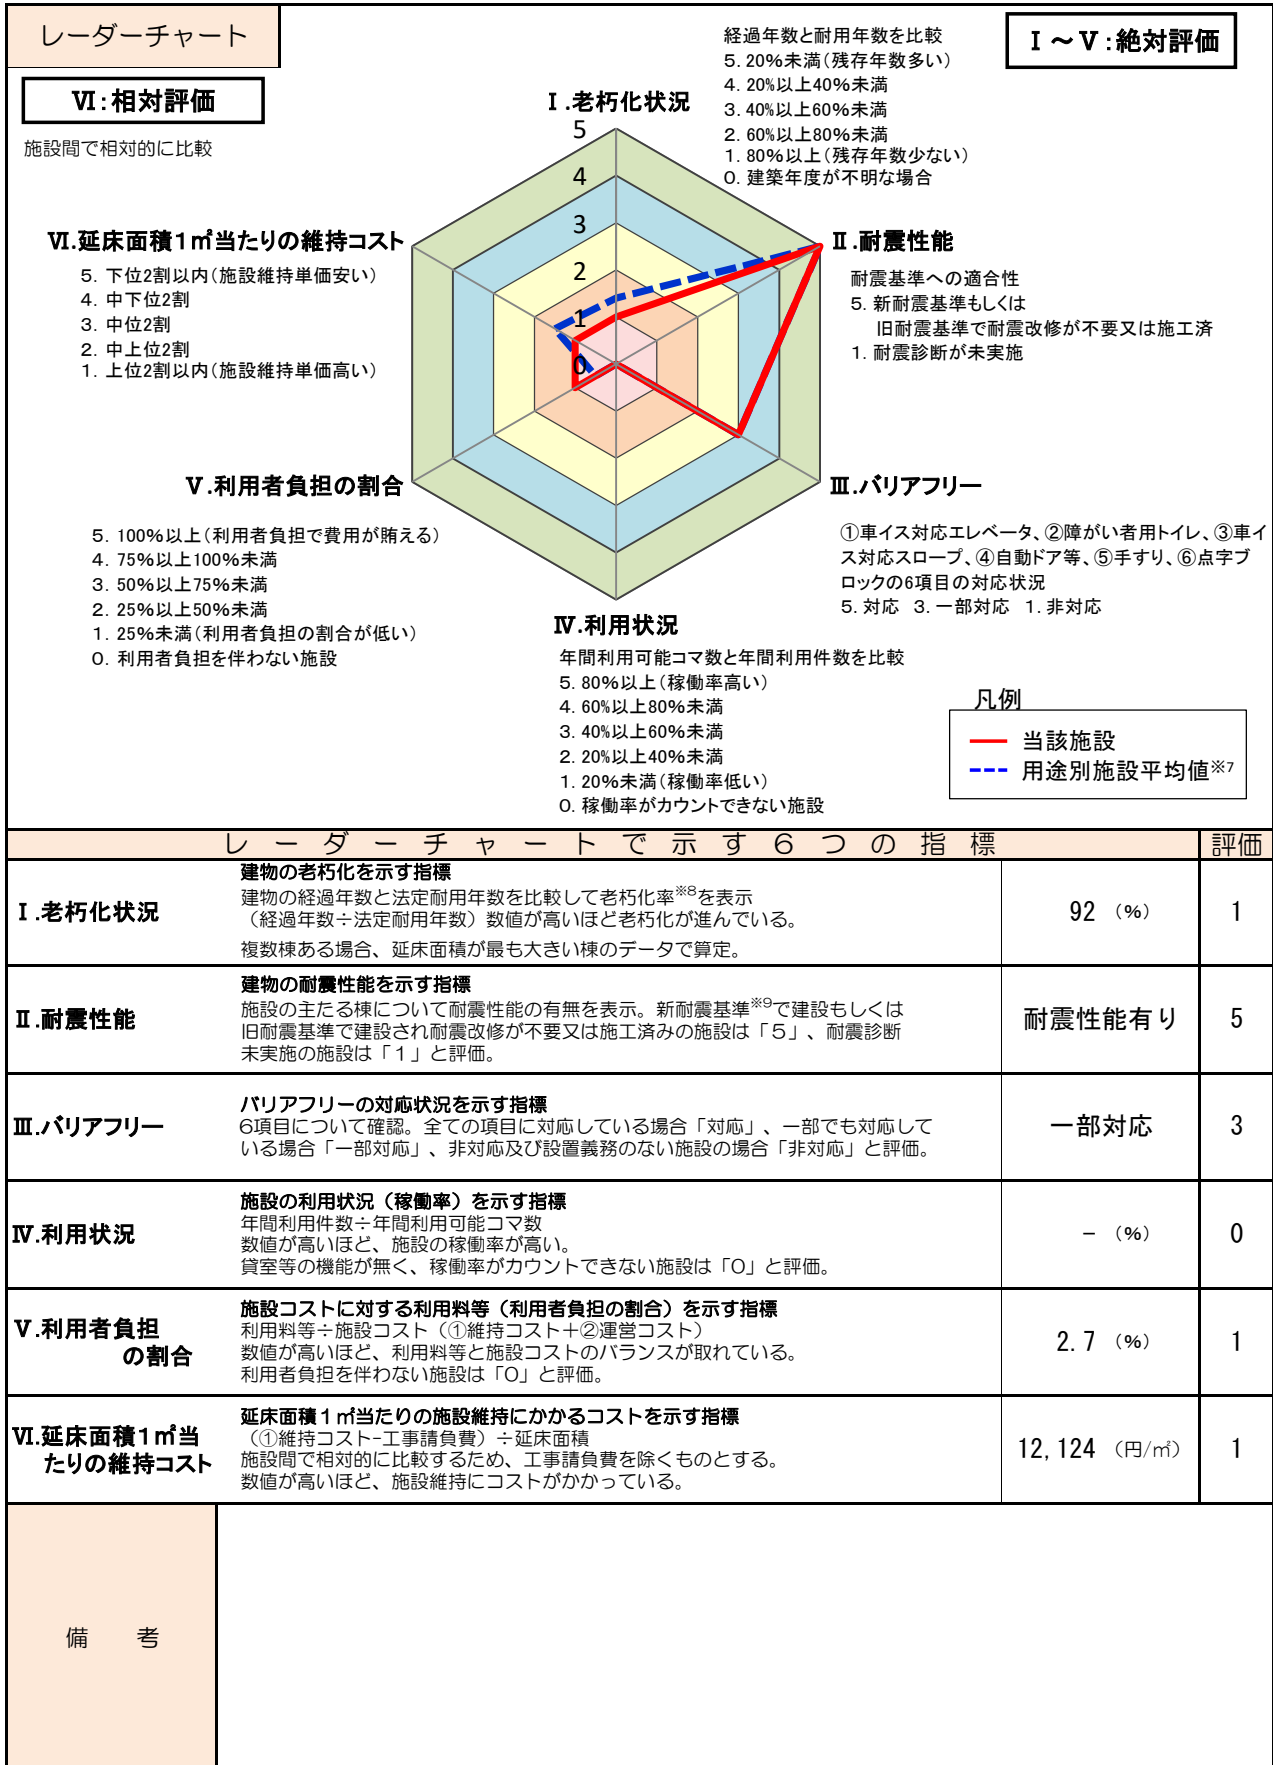 レーダーチャート
Ⅰ～Ⅴ:絶対評価
Ⅵ:相対評価
施設間で相対的に比較
経過年数と耐用年数を比較
5. 20%未満(残存年数多い)
4. 20%以上40%未満
3. 40%以上60%未満
2. 60%以上80%未満
1. 80%以上(残存年数少ない)
0. 建築年度が不明な場合
Ⅰ.老朽化状況
5
4
3
2
1
0
Ⅱ.耐震性能
耐震基準への適合性
5. 新耐震基準もしくは
旧耐震基準で耐震改修が不要又は施工済
1. 耐震診断が未実施
Ⅵ.延床面積1㎡当たりの維持コスト
5. 下位2割以内(施設維持単価安い)
4. 中下位2割
3. 中位2割
2. 中上位2割
1. 上位2割以内(施設維持単価高い)
Ⅴ.利用者負担の割合
5. 100%以上(利用者負担で費用が賄える)
4. 75%以上100%未満
3. 50%以上75%未満
2. 25%以上50%未満
1. 25%未満(利用者負担の割合が低い)
0. 利用者負担を伴わない施設
Ⅲ.バリアフリー
①車イス対応エレベータ、②障がい者用トイレ、③車イ
ス対応スロープ、④自動ドア等、⑤手すり、⑥点字ブ
ロックの6項目の対応状況
5. 対応 3. 一部対応 1. 非対応
Ⅳ.利用状況
年間利用可能コマ数と年間利用件数を比較
5. 80%以上(稼働率高い)
4. 60%以上80%未満
3. 40%以上60%未満
2. 20%以上40%未満
1. 20%未満(稼働率低い)
0. 稼働率がカウントできない施設
凡例
当該施設
用途別施設平均値※7
レーダーチャートで示す6つの指標 評価
Ⅰ.老朽化状況
建物の老朽化を示す指標
建物の経過年数と法定耐用年数を比較して老朽化率※8を表示
（経過年数÷法定耐用年数）数値が高いほど老朽化が進んでいる。
複数棟ある場合、延床面積が最も大きい棟のデータで算定。
92 (%) 1
Ⅱ.耐震性能
建物の耐震性能を示す指標
施設の主たる棟について耐震性能の有無を表示。新耐震基準※9で建設もしくは
旧耐震基準で建設され耐震改修が不要又は施工済みの施設は「5」、耐震診断
未実施の施設は「1」と評価。
耐震性能有り 5
Ⅲ.バリアフリー
バリアフリーの対応状況を示す指標
6項目について確認。全ての項目に対応している場合「対応」、一部でも対応して
いる場合「一部対応」、非対応及び設置義務のない施設の場合「非対応」と評価。
一部対応 3
Ⅳ.利用状況
施設の利用状況（稼働率）を示す指標
年間利用件数÷年間利用可能コマ数
数値が高いほど、施設の稼働率が高い。
貸室等の機能が無く、稼働率がカウントできない施設は「0」と評価。
- (%) 0
Ⅴ.利用者負担
の割合
施設コストに対する利用料等（利用者負担の割合）を示す指標
利用料等÷施設コスト（①維持コスト+②運営コスト）
数値が高いほど、利用料等と施設コストのバランスが取れている。
利用者負担を伴わない施設は「0」と評価。
2.7 (%) 1
Ⅵ.延床面積1㎡当
たりの維持コスト
延床面積1㎡当たりの施設維持にかかるコストを示す指標
（①維持コスト-工事請負費）÷延床面積
施設間で相対的に比較するため、工事請負費を除くものとする。
数値が高いほど、施設維持にコストがかかっている。
12,124 (円/㎡) 1
備 考